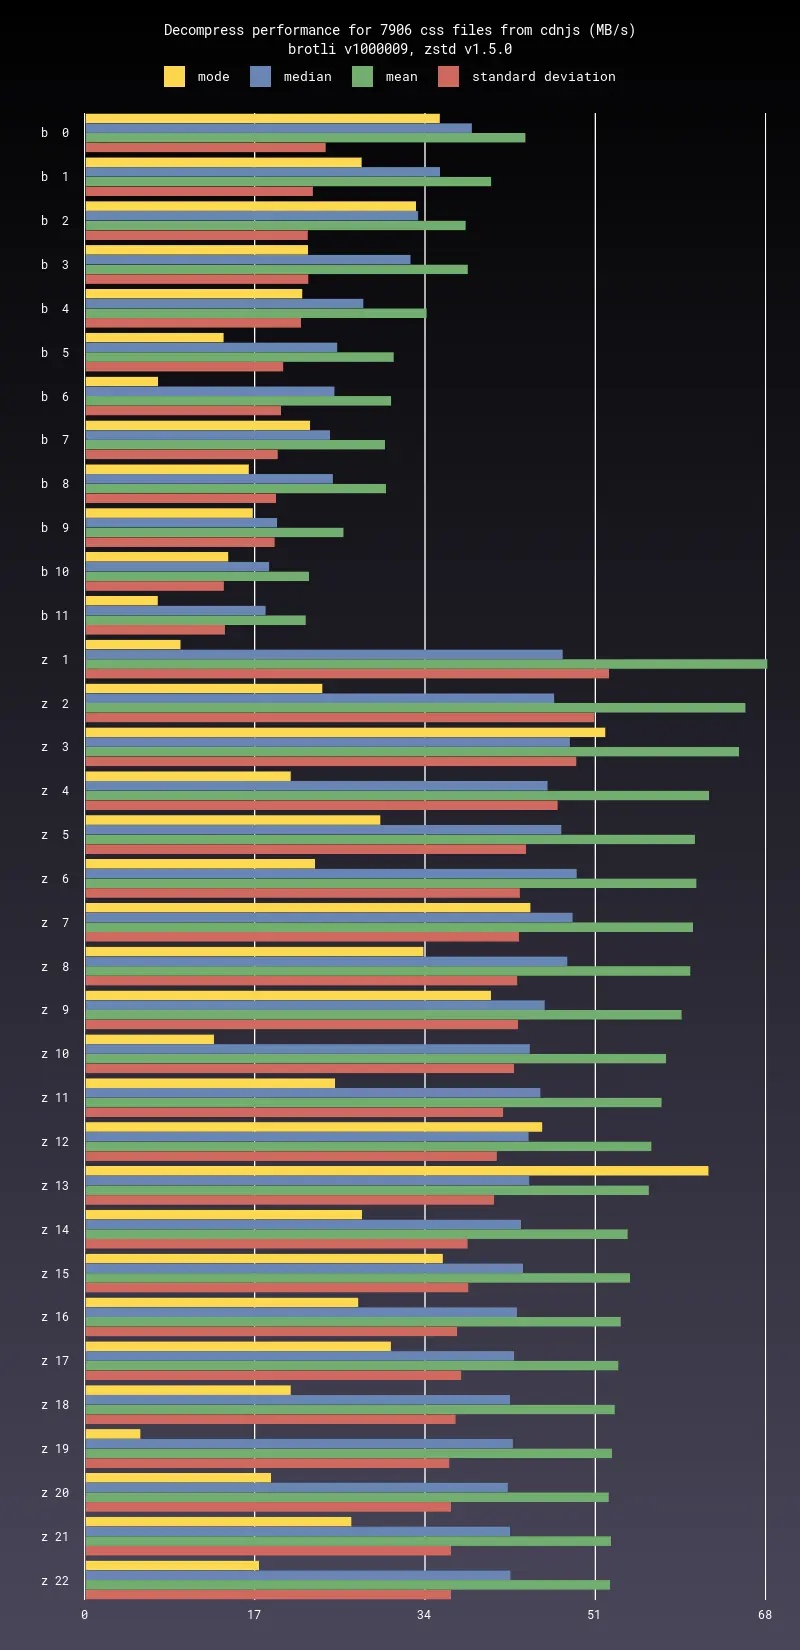 Decompress performance for 7906 css files from cdnjs (MB/s)
brotli v1000009, zstd v1.5.0
mode median mean standard deviation
b 0
b 1
b 2
b 3
b 4
b 5
b 6
b 7
b 8
b 9
b 10
b 11
z 1
z 2
z 3
z 4
z 5
z 6
z 7
z 8
z 9
z 10
z 11
z 12
z 13
z 14
z 15
z 16
z 17
z 18
z 19
z 20
z 21
z 22
0 17 34 51 68